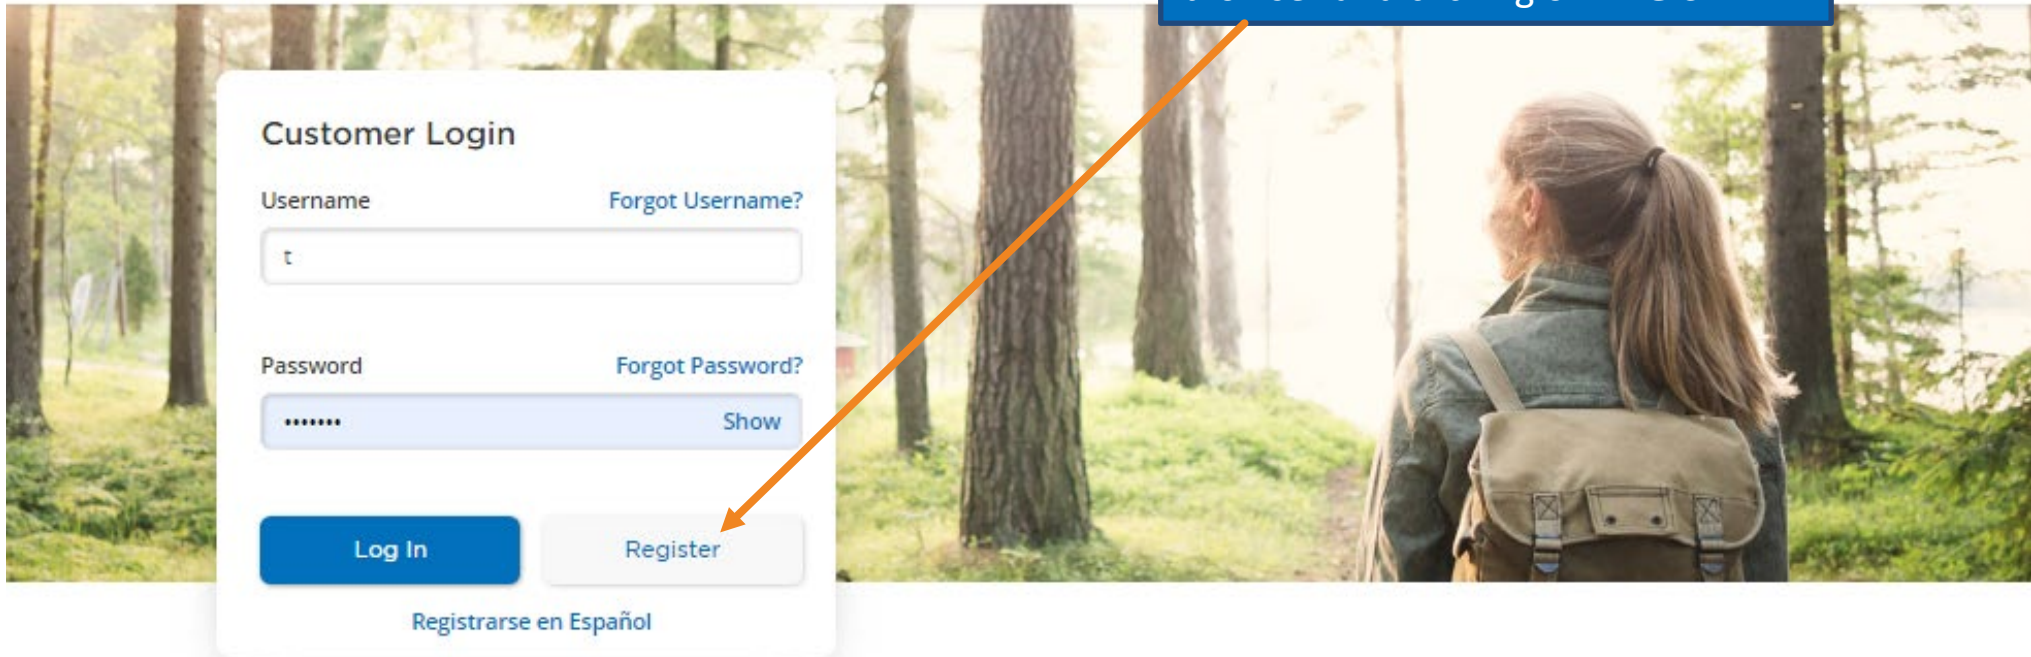 Customer Login
Username Forgot Username?
t
Password Forgot Password?
••••••• Show
Log In Register
Registrarse en Español